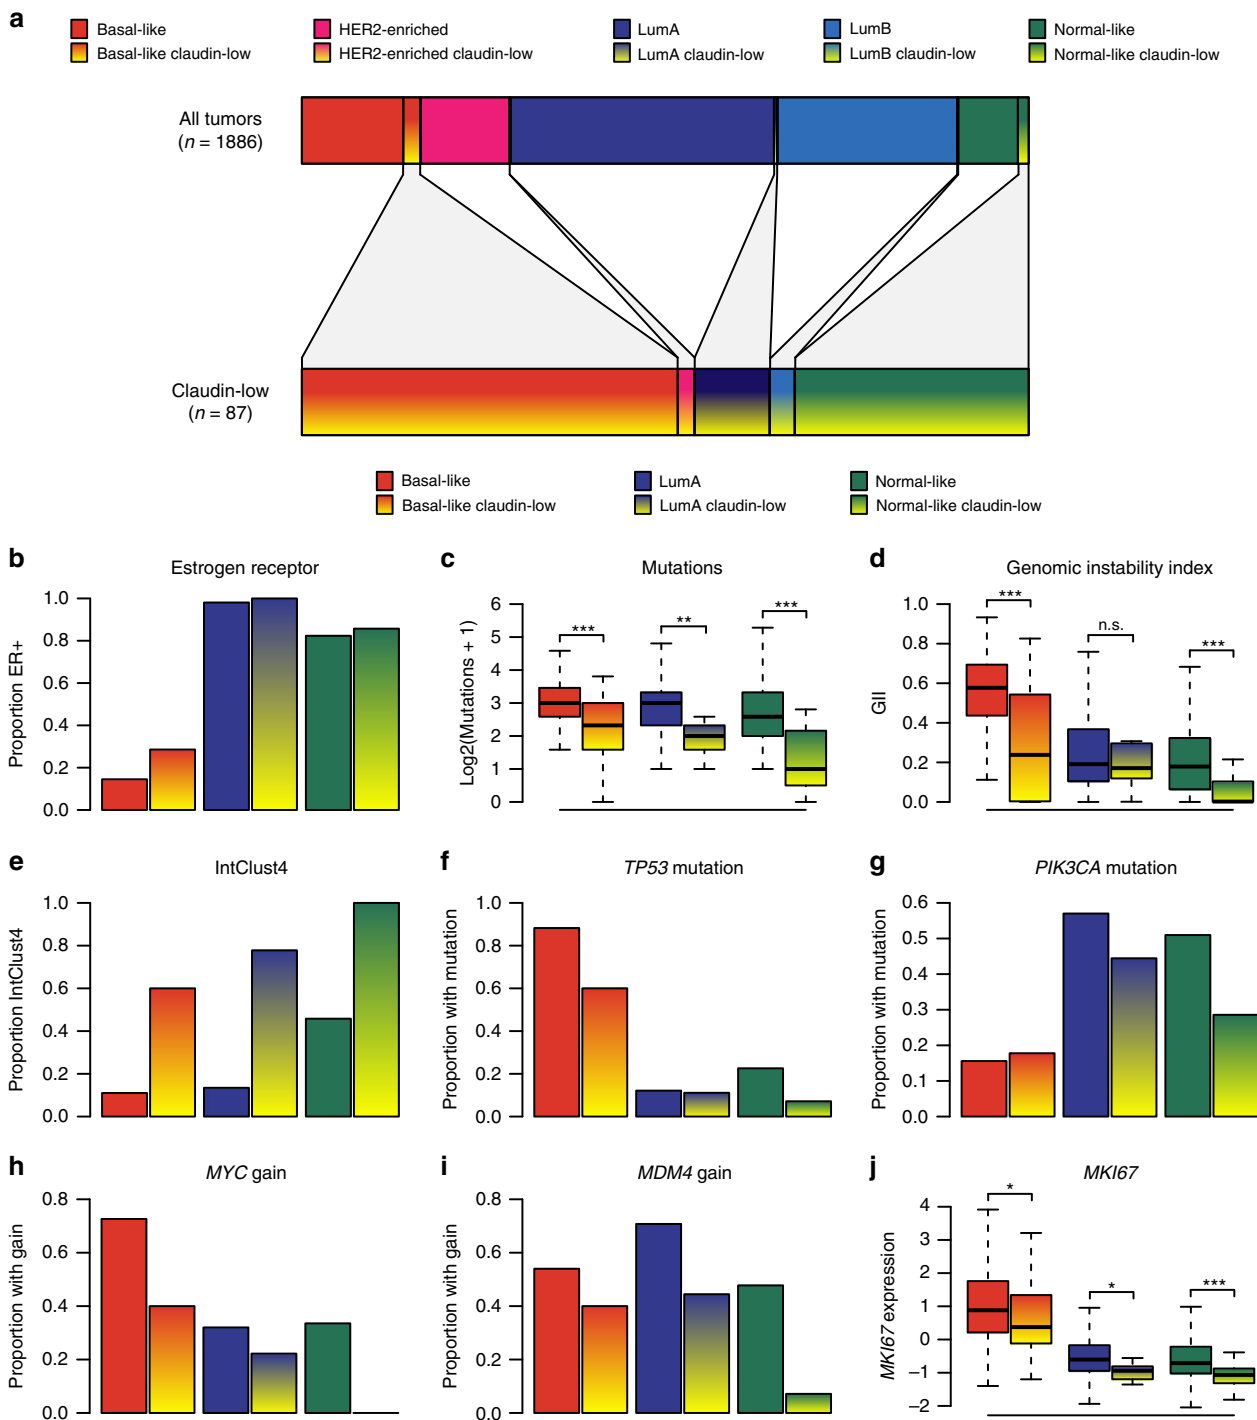 a
Basal-like
HER2-enriched
LumA
LumB
Normal-like
Basal-like claudin-low
HER2-enriched claudin-low
LumA claudin-low
LumB claudin-low
Normal-like claudin-low
All tumors
(n = 1886)
Claudin-low
(n = 87)
Basal-like
LumA
Normal-like
Basal-like claudin-low
LumA claudin-low
Normal-like claudin-low
b
Estrogen receptor
Proportion ER+
1.0
0.8
0.6
0.4
0.2
0.0
c
Mutations
Log2(Mutations + 1)
6
5
4
3
2
1
0
***
**
***
d
Genomic instability index
GII
1.0
0.8
0.6
0.4
0.2
0.0
***
n.s.
***
e
IntClust4
Proportion IntClust4
1.0
0.8
0.6
0.4
0.2
0.0
f
TP53 mutation
Proportion with mutation
1.0
0.8
0.6
0.4
0.2
0.0
g
PIK3CA mutation
Proportion with mutation
0.6
0.5
0.4
0.3
0.2
0.1
0.0
h
MYC gain
Proportion with gain
0.8
0.6
0.4
0.2
0.0
i
MDM4 gain
Proportion with gain
0.8
0.6
0.4
0.2
0.0
j
MKI67
MKI67 expression
4
3
2
1
0
–1
–2
*
*
***